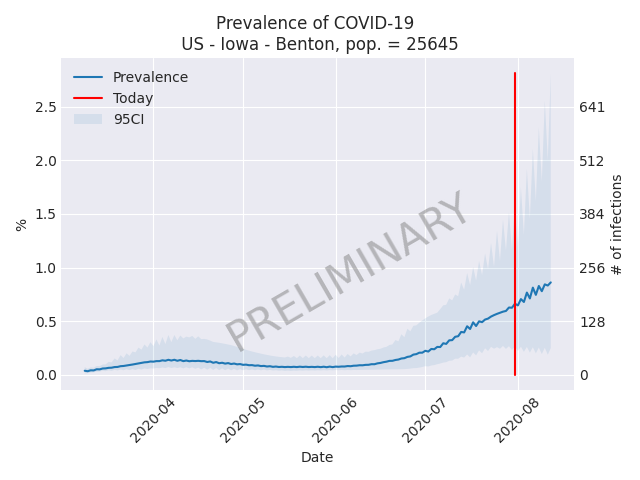 Prevalence of COVID-19
US - Iowa - Benton, pop. = 25645
Prevalence
Today
95CI
PRELIMINARY
%
2.5
2.0
1.5
1.0
0.5
0.0
641
512
384
256
128
0
# of infections
2020-04
2020-05
2020-06
2020-07
2020-08
Date